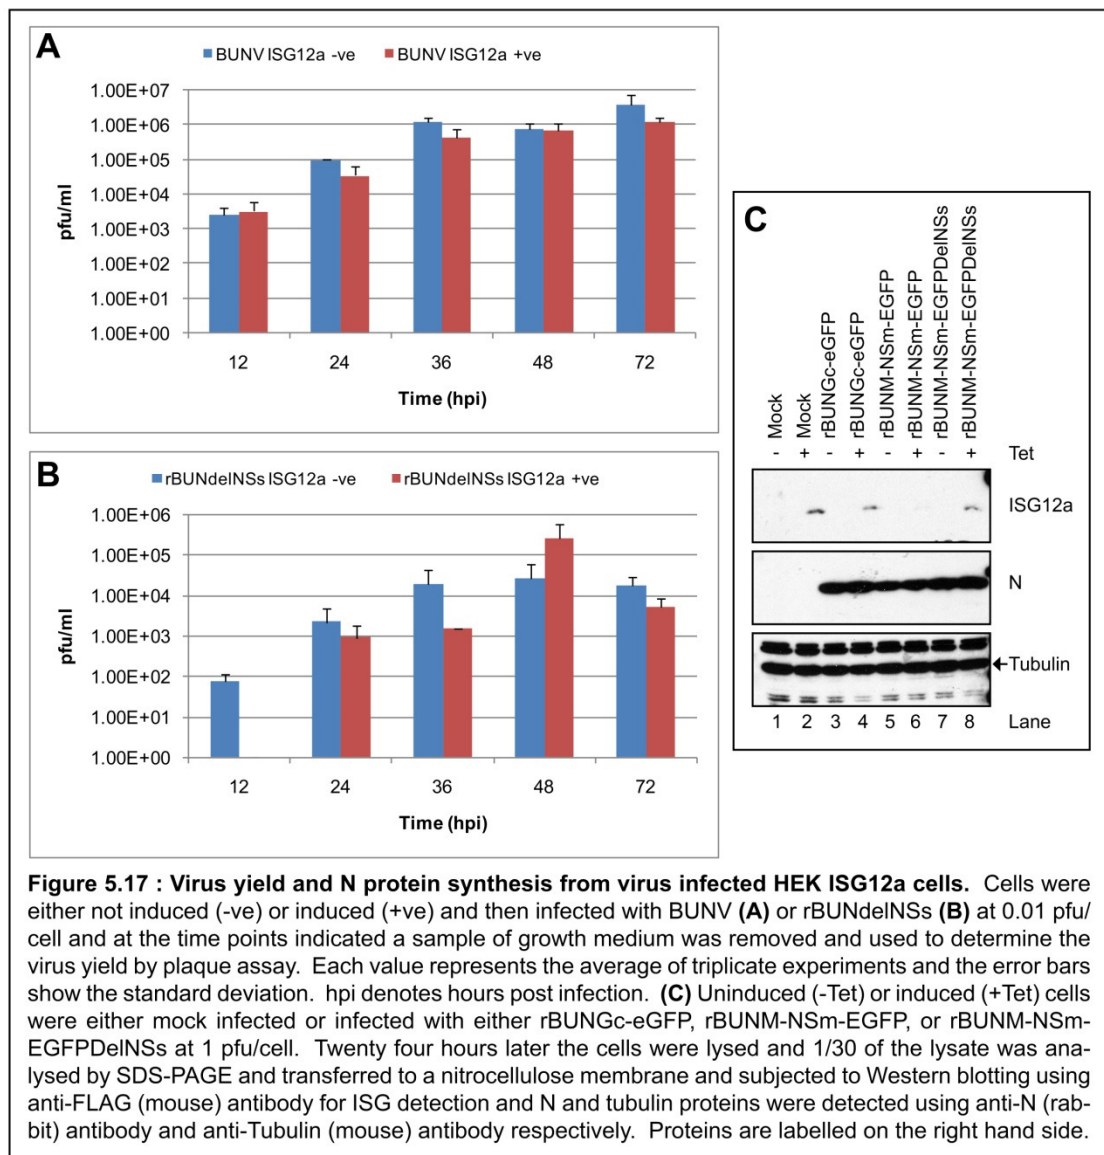 A
BUNV ISG12a -ve BUNV ISG12a +ve
1.00E+07
1.00E+06
1.00E+05
1.00E+04
1.00E+03
1.00E+02
1.00E+01
1.00E+00
pfu/ml
12 24 36 48 72
Time (hpi)
B
rBUNdelNSs ISG12a -ve rBUNdelNSs ISG12a +ve
1.00E+06
1.00E+05
1.00E+04
1.00E+03
1.00E+02
1.00E+01
1.00E+00
pfu/ml
12 24 36 48 72
Time (hpi)
C
Mock
Mock
rBUNGc-eGFP
rBUNGc-eGFP
rBUNM-NSm-EGFP
rBUNM-NSm-EGFP
rBUNM-NSm-EGFPDelNSs
rBUNM-NSm-EGFPDelNSs
- + - + - + - + Tet
ISG12a
N
Tubulin
1 2 3 4 5 6 7 8 Lane
Figure 5.17 : Virus yield and N protein synthesis from virus infected HEK ISG12a cells. Cells were
either not induced (-ve) or induced (+ve) and then infected with BUNV (A) or rBUNdelNSs (B) at 0.01 pfu/
cell and at the time points indicated a sample of growth medium was removed and used to determine the
virus yield by plaque assay. Each value represents the average of triplicate experiments and the error bars
show the standard deviation. hpi denotes hours post infection. (C) Uninduced (-Tet) or induced (+Tet) cells
were either mock infected or infected with either rBUNGc-eGFP, rBUNM-NSm-EGFP, or rBUNM-NSm-
EGFPDelNSs at 1 pfu/cell. Twenty four hours later the cells were lysed and 1/30 of the lysate was ana-
lysed by SDS-PAGE and transferred to a nitrocellulose membrane and subjected to Western blotting using
anti-FLAG (mouse) antibody for ISG detection and N and tubulin proteins were detected using anti-N (rab-
bit) antibody and anti-Tubulin (mouse) antibody respectively. Proteins are labelled on the right hand side.